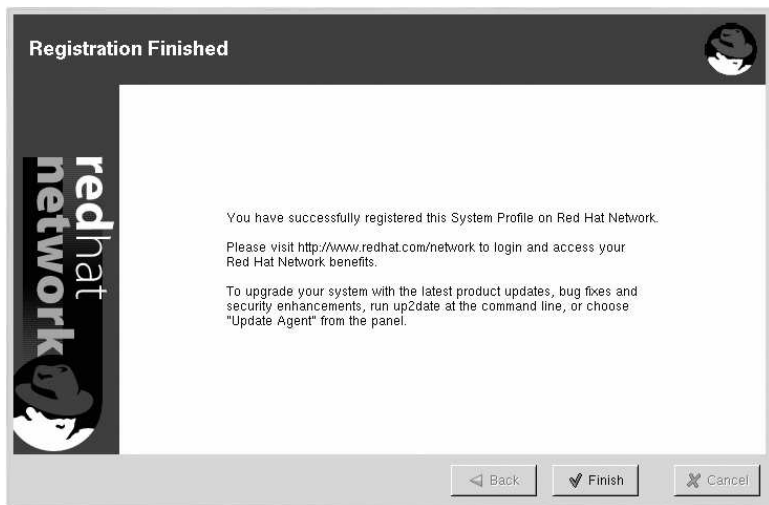 Registration Finished
redhat
network
You have successfully registered this System Profile on Red Hat Network.
Please visit http://www.redhat.com/network to login and access your
Red Hat Network benefits.
To upgrade your system with the latest product updates, bug fixes and
security enhancements, run up2date at the command line, or choose
"Update Agent" from the panel.
Back
Finish
Cancel